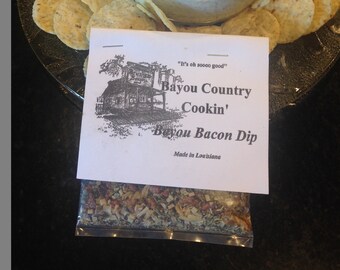 "It's oh soooo good"
Bayou Country
Cookin'
Bayou Bacon Dip
Made in Louisiana